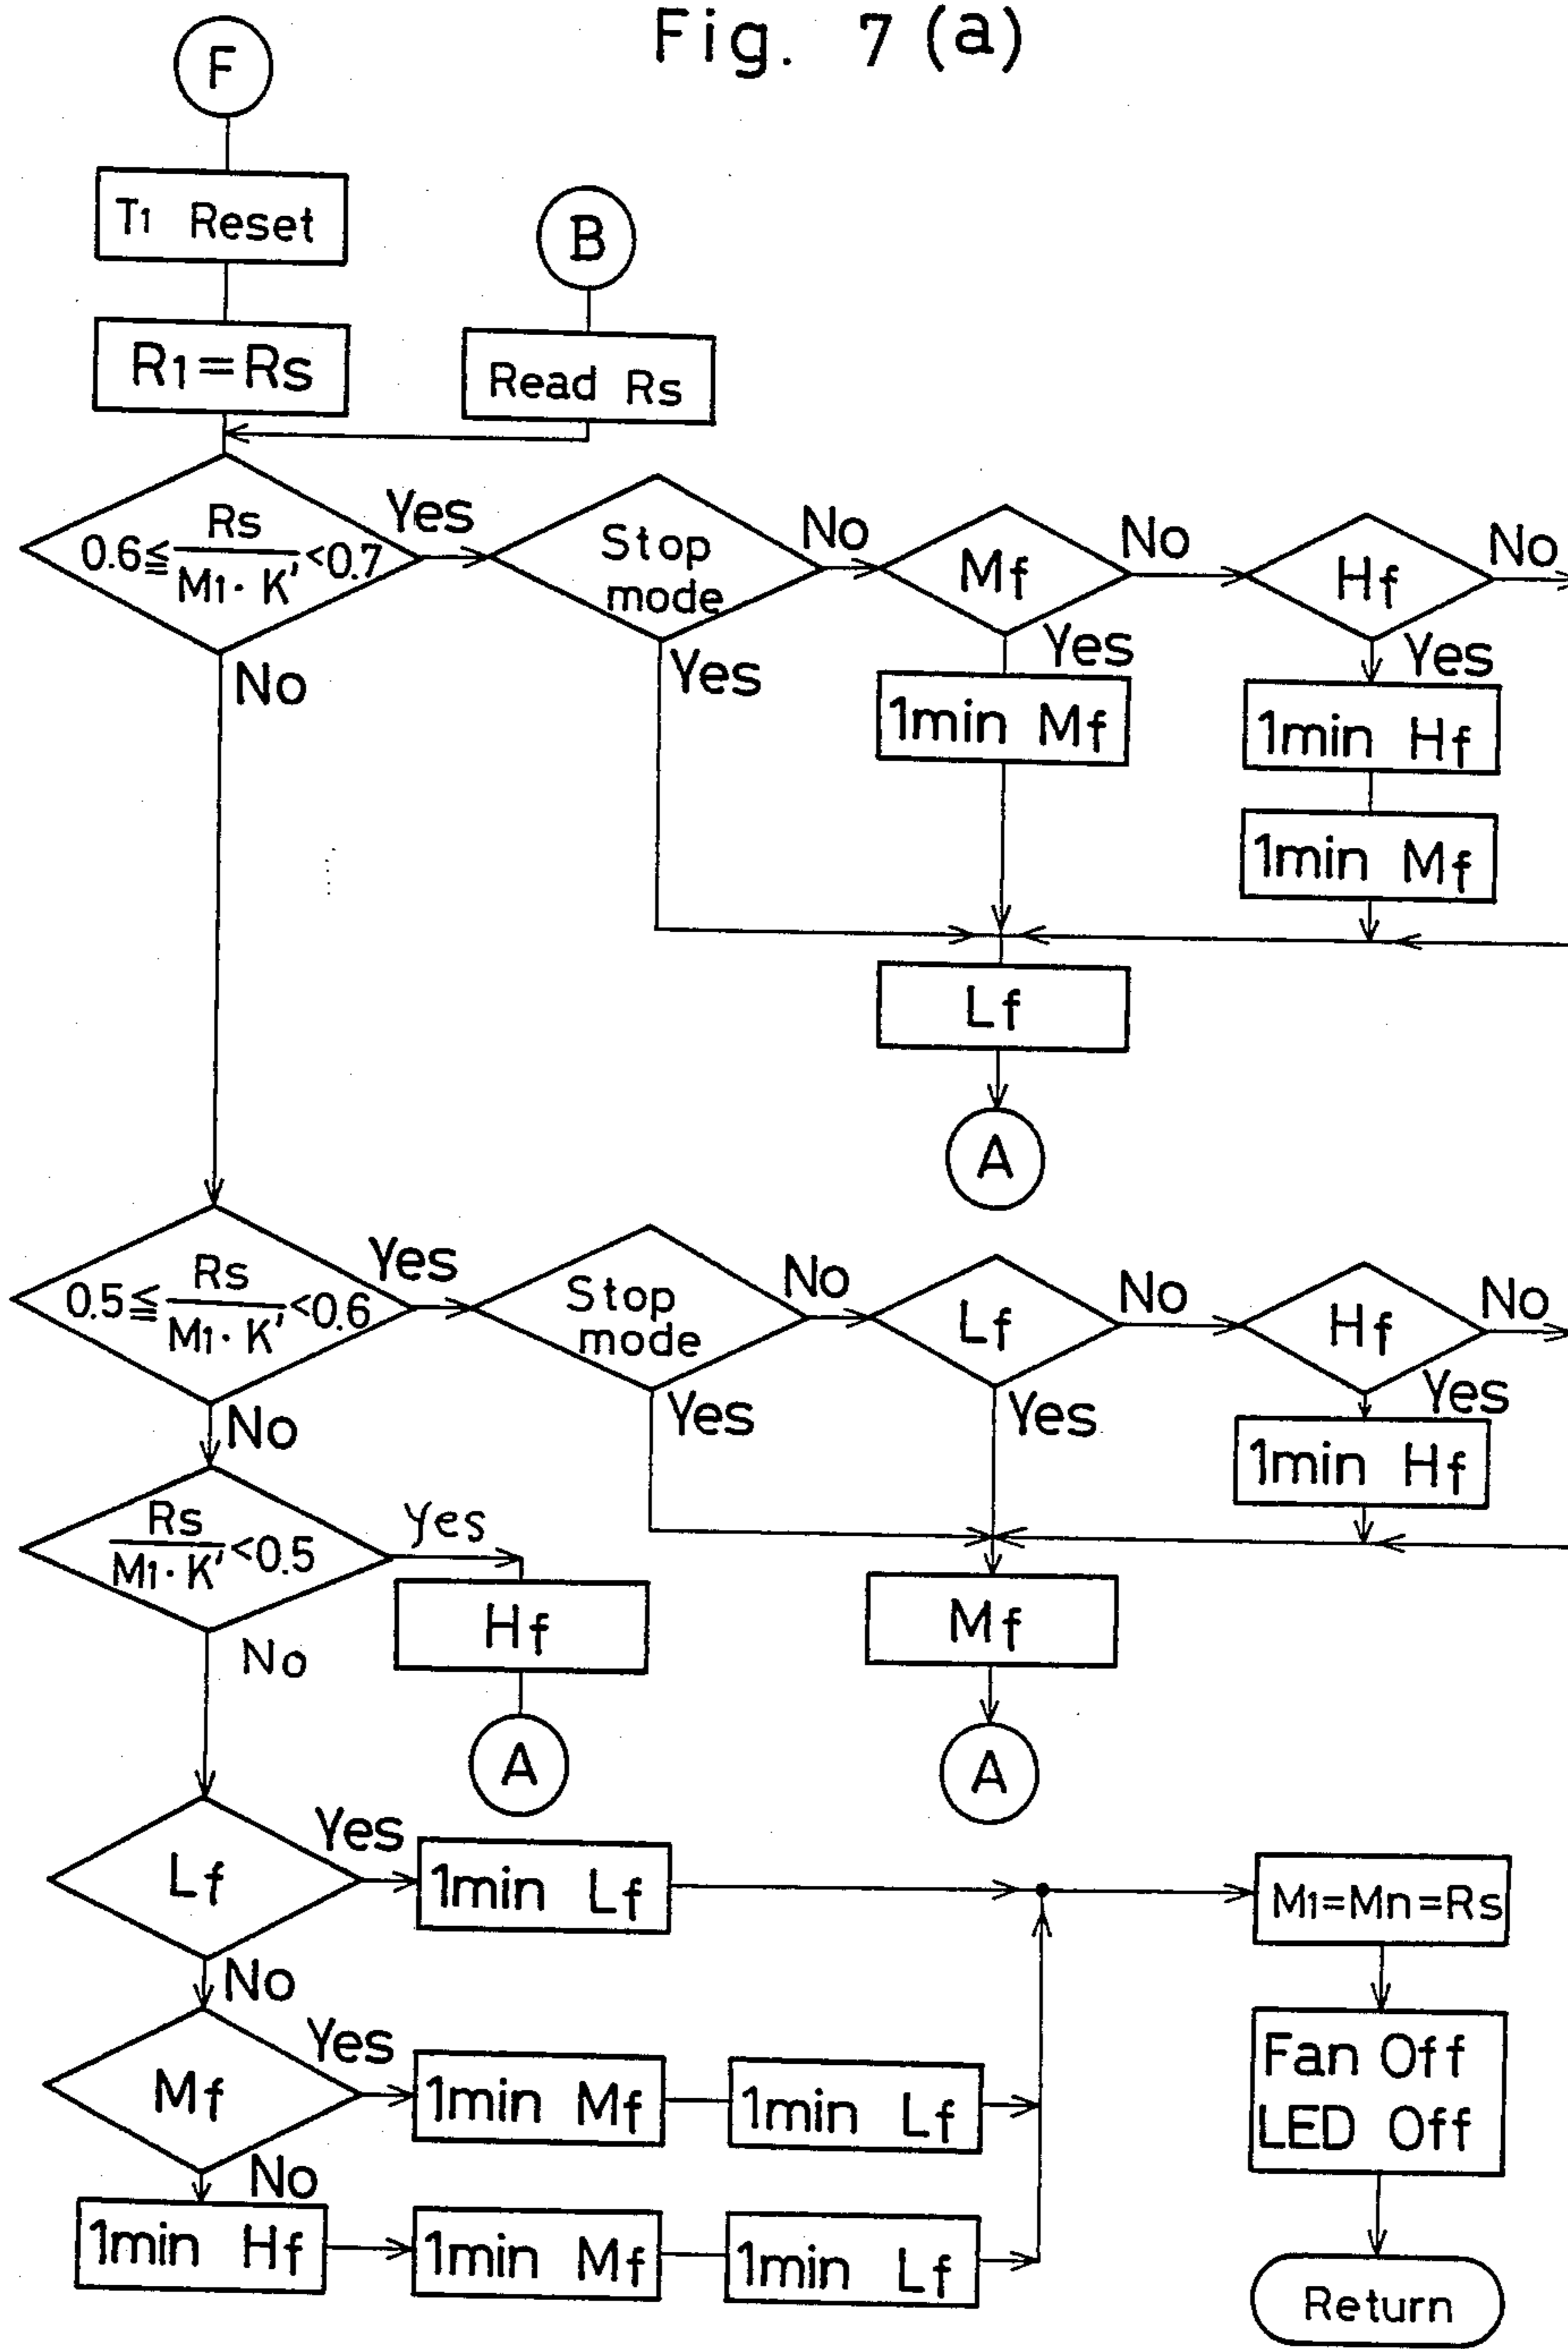 Fig. 7 (a)
F
T1 Reset
B
R1=Rs
Read Rs
0.6≦Rs/M1·K'<0.7
Yes
Stop
mode
No
Mf
No
Hf
No
No
Yes
Yes
1min Mf
Yes
1min Hf
1min Mf
Lf
A
0.5≦Rs/M1·K'<0.6
Yes
Stop
mode
No
Lf
No
Hf
No
No
Yes
Yes
Yes
1min Hf
Rs/M1·K'<0.5
Yes
Hf
Mf
No
A
A
Lf
Yes
1min Lf
M1=Mn=Rs
No
Mf
Yes
1min Mf
1min Lf
Fan Off
LED Off
No
1min Hf
1min Mf
1min Lf
Return